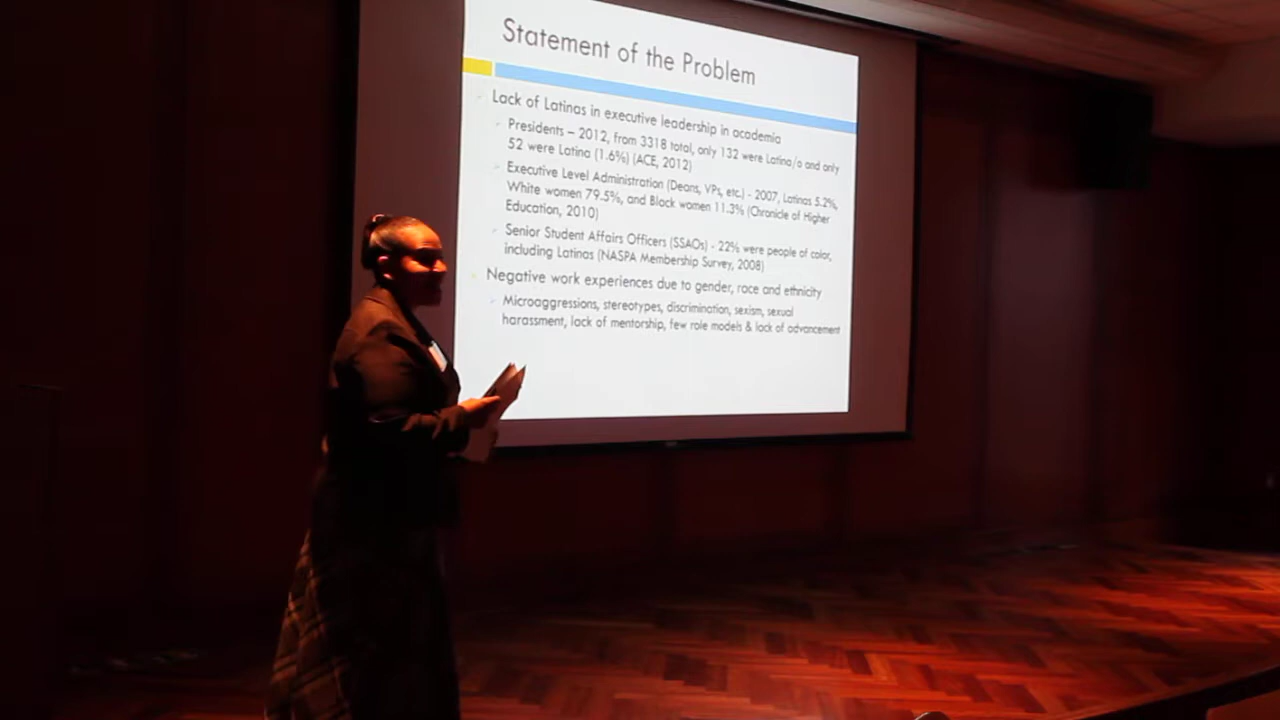 Statement of the Problem
Lack of Latinas in executive leadership in academia
Presidents – 2012, from 3318 total, only 132 were Latina/o and only
52 were Latina (1.6%) (ACE, 2012)
Executive Level Administration (Deans, VPs, etc.) - 2007, Latinas 5.2%,
White women 79.5%, and Black women 11.3% (Chronicle of Higher
Education, 2010)
Senior Student Affairs Officers (SSAOs) - 22% were people of color,
including Latinas (NASPA Membership Survey, 2008)
Negative work experiences due to gender, race and ethnicity
Microaggressions, stereotypes, discrimination, sexism, sexual
harassment, lack of mentorship, few role models & lack of advancement